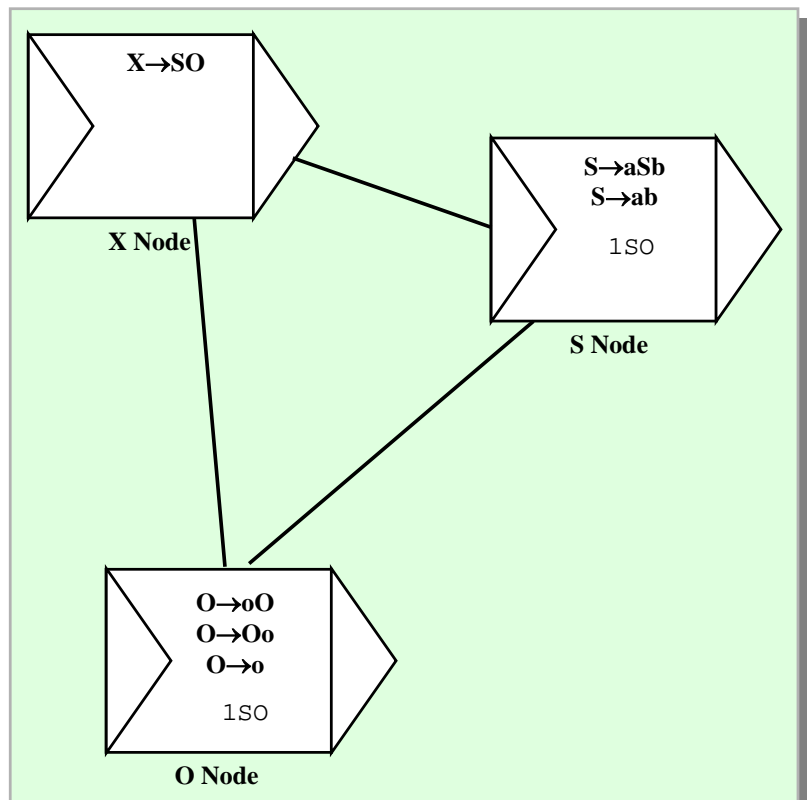 X→SO
X Node
S→aSb
S→ab
1SO
S Node
O→oO
O→Oo
O→o
1SO
O Node